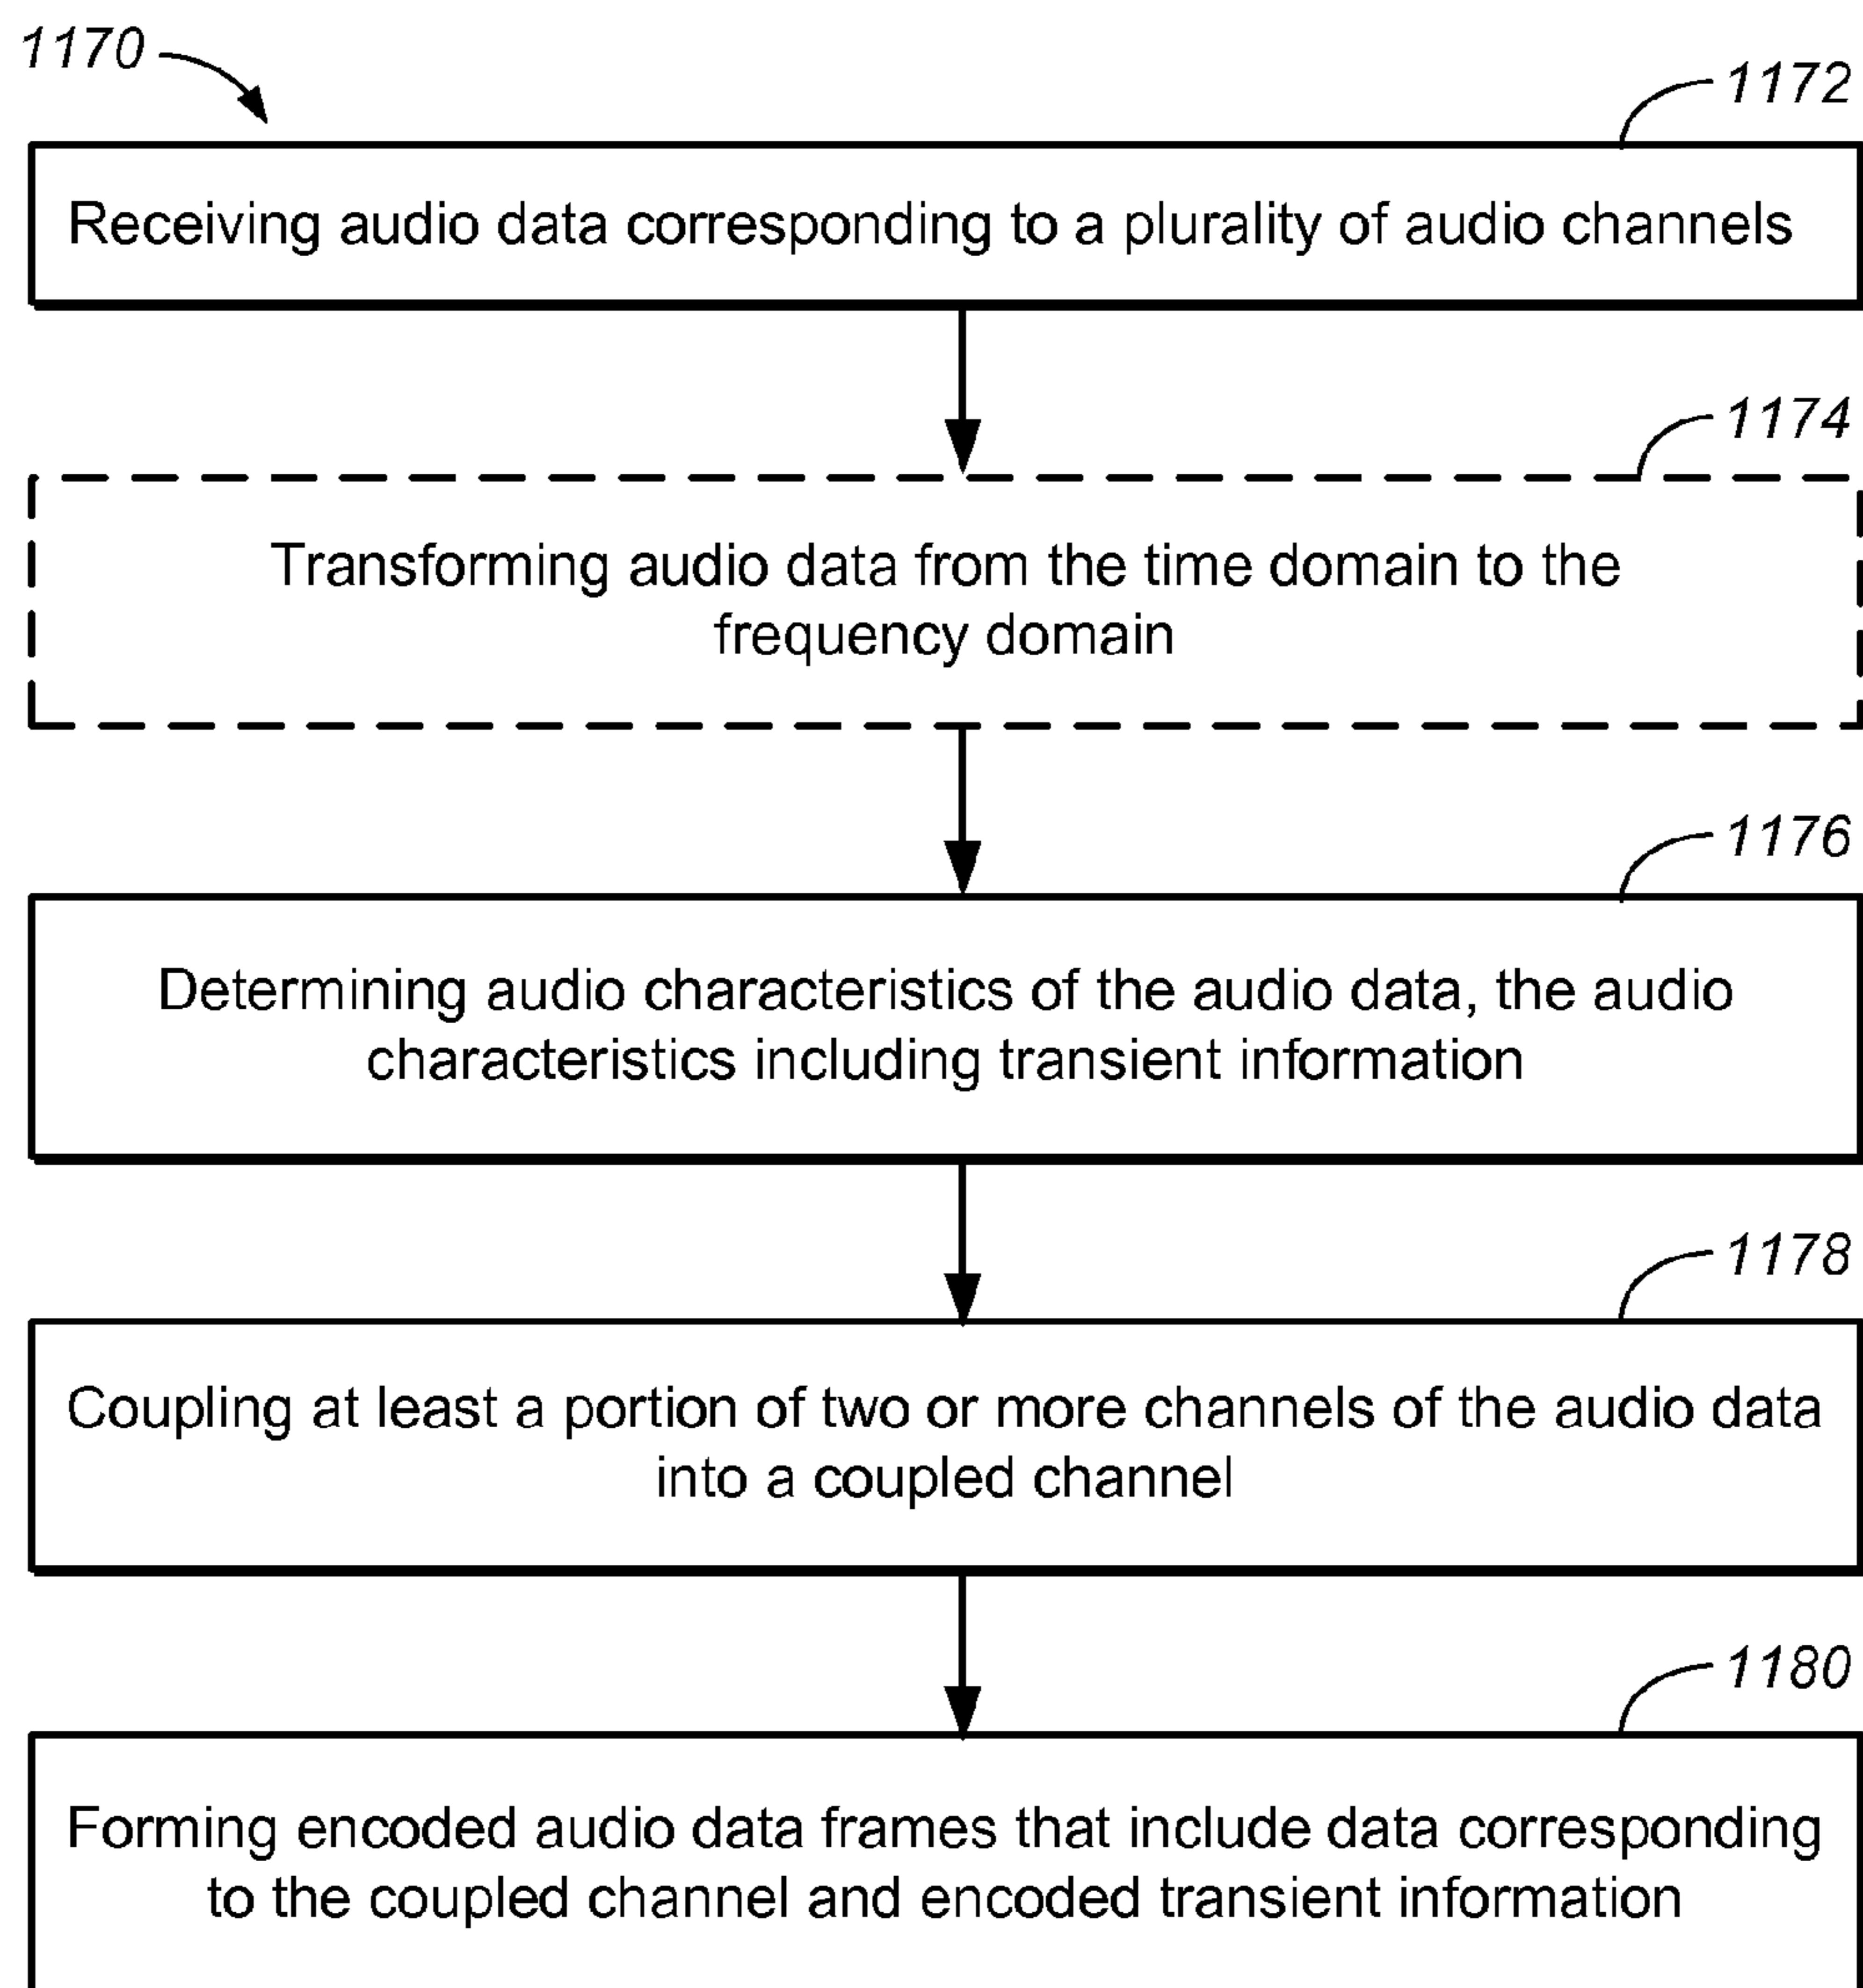 1170
1172
Receiving audio data corresponding to a plurality of audio channels
1174
Transforming audio data from the time domain to the
frequency domain
1176
Determining audio characteristics of the audio data, the audio
characteristics including transient information
1178
Coupling at least a portion of two or more channels of the audio data
into a coupled channel
1180
Forming encoded audio data frames that include data corresponding
to the coupled channel and encoded transient information